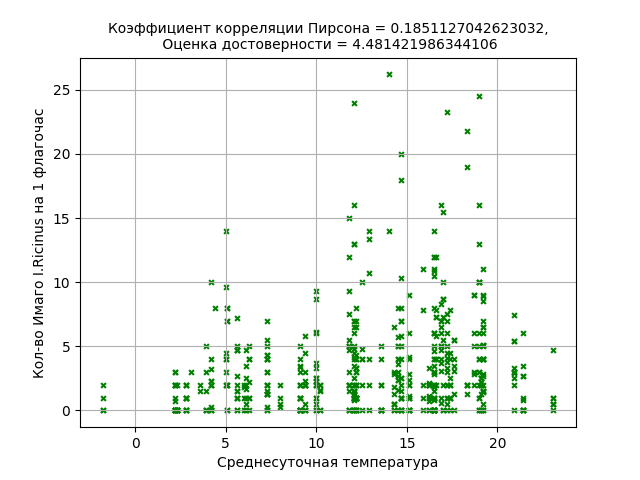 Коэффициент корреляции Пирсона = 0.1851127042623032,
Оценка достоверности = 4.481421986344106
Кол-во Имаго I.Ricinus на 1 флагочас
25
20
15
10
5
0
0 5 10 15 20
Среднесуточная температура